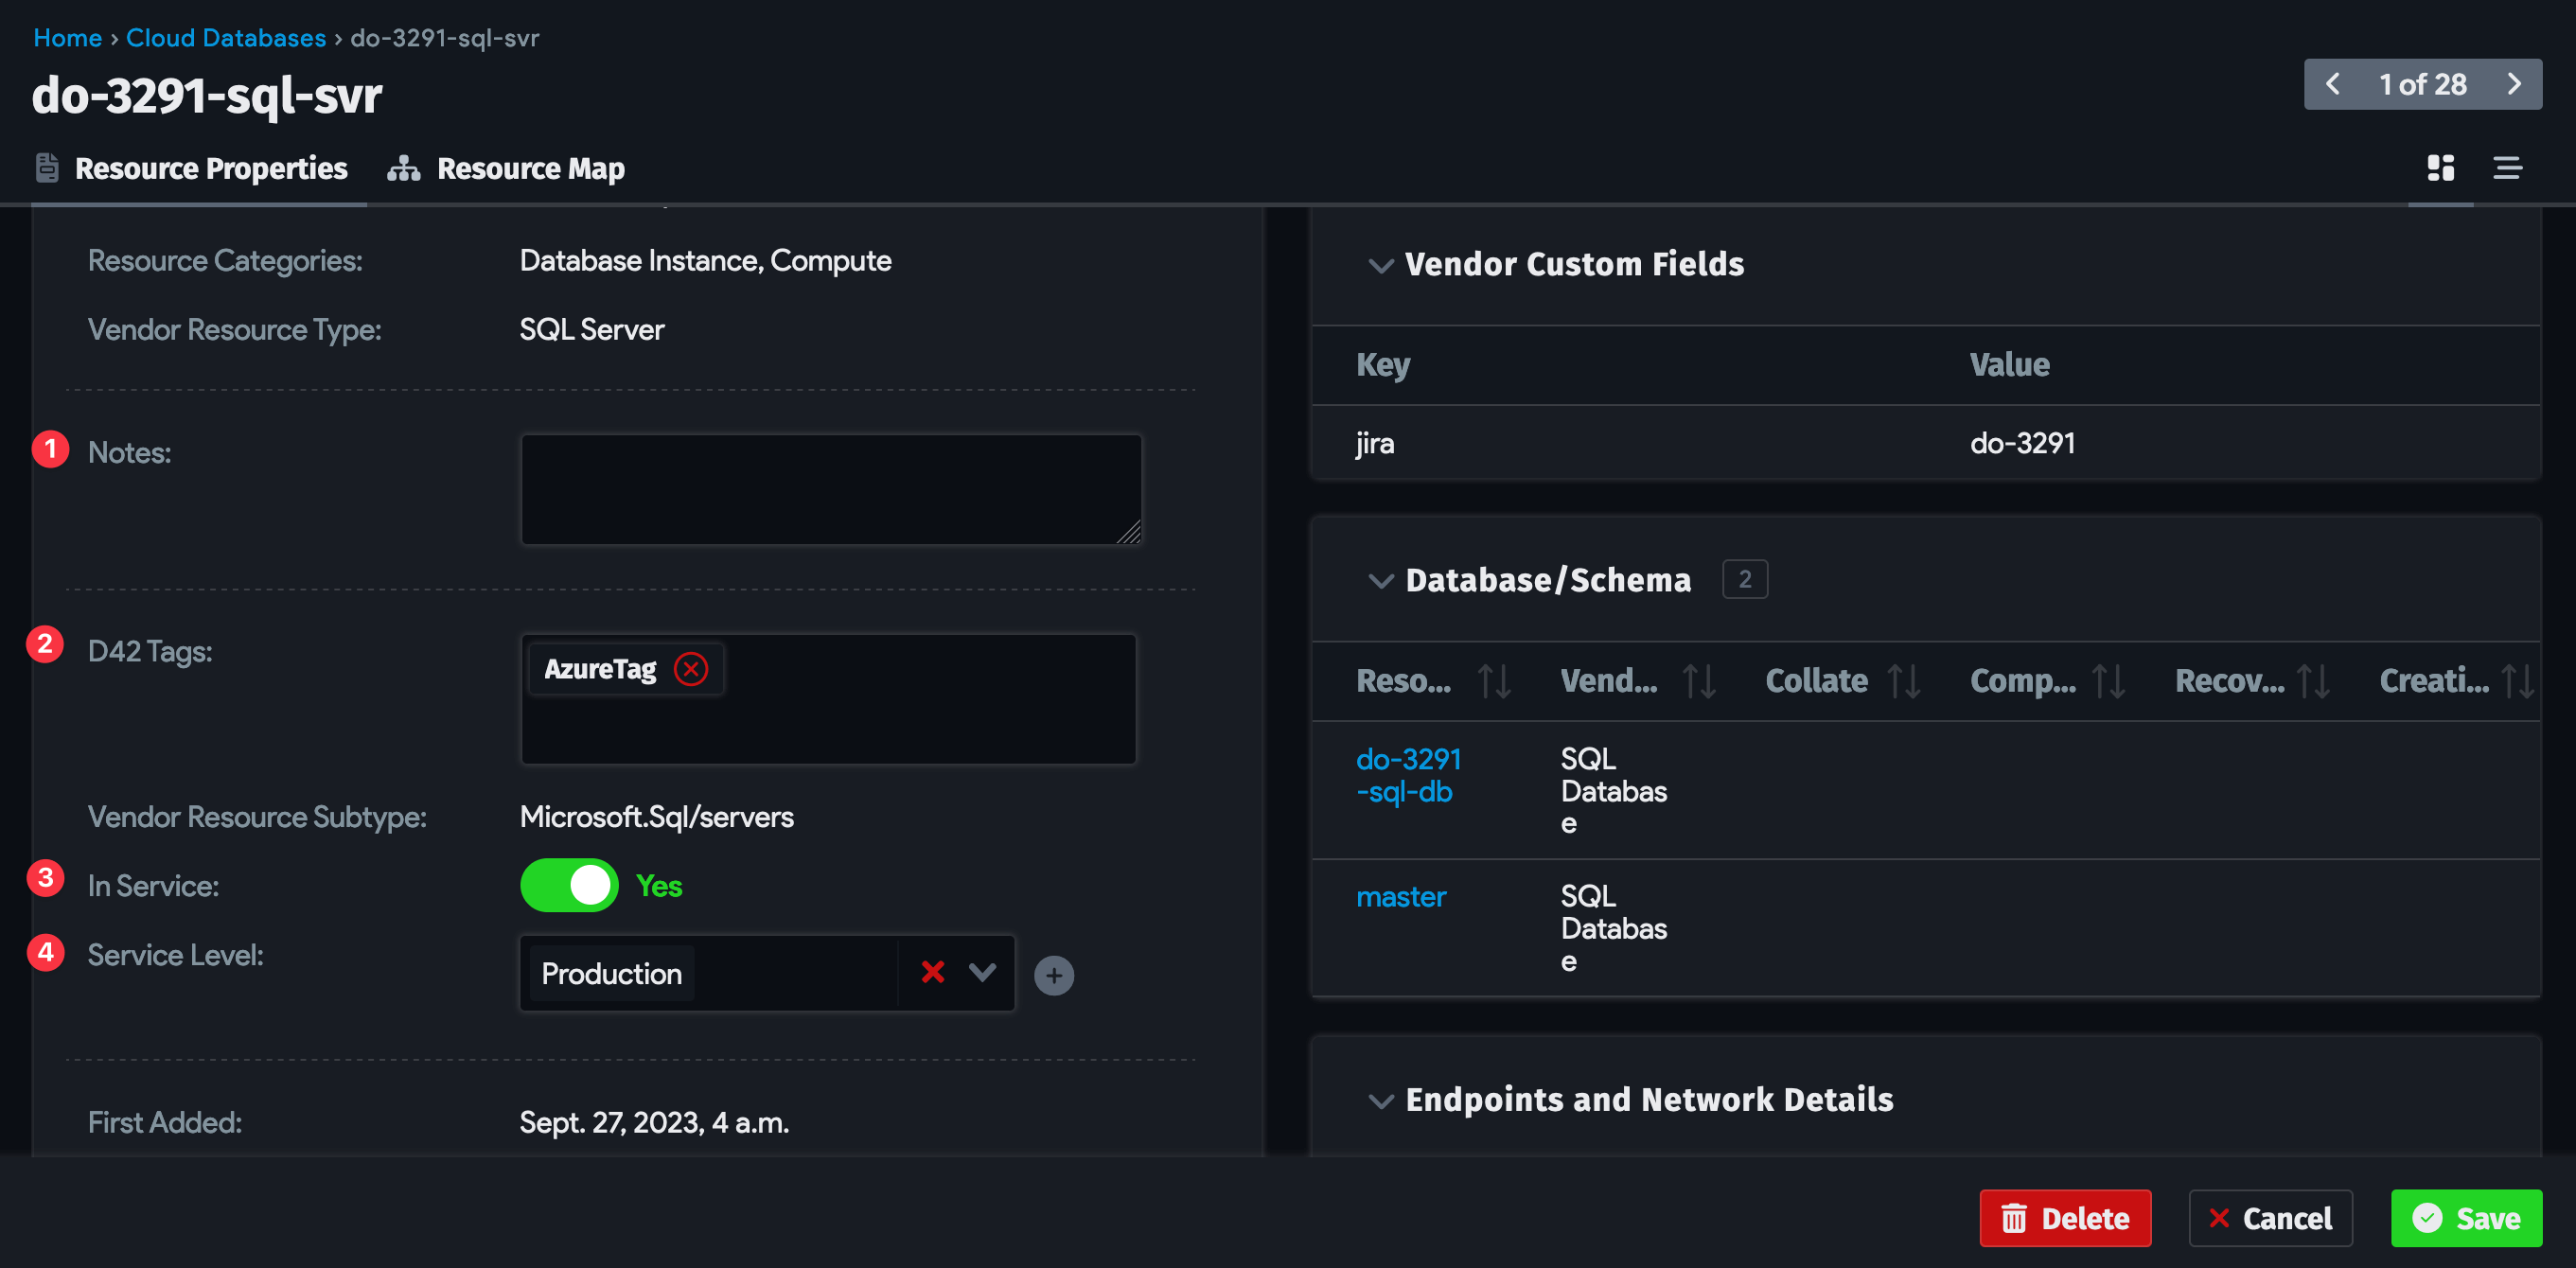 Home › Cloud Databases › do-3291-sql-svr
do-3291-sql-svr
1 of 28
Resource Properties
Resource Map
Resource Categories: Database Instance, Compute
Vendor Resource Type: SQL Server
1 Notes:
2 D42 Tags: AzureTag
Vendor Resource Subtype: Microsoft.Sql/servers
3 In Service: Yes
4 Service Level: Production
First Added: Sept. 27, 2023, 4 a.m.
Vendor Custom Fields
Key Value
jira do-3291
Database/Schema 2
Reso... Vend... Collate Comp... Recov... Creati...
do-3291 SQL
-sql-db Databas
e
master SQL
Databas
e
Endpoints and Network Details
Delete Cancel Save